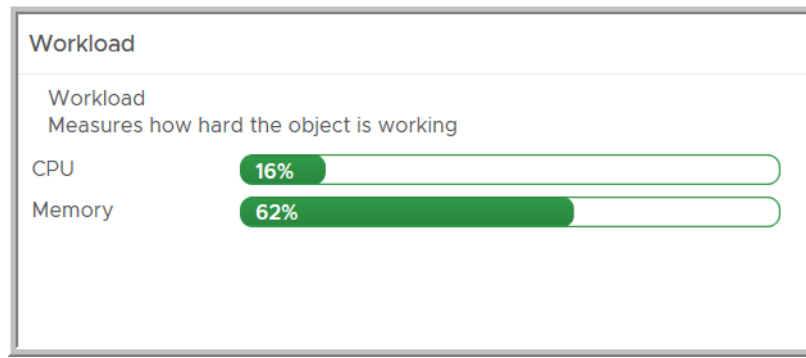 Workload
Workload
Measures how hard the object is working
CPU
16%
Memory
62%